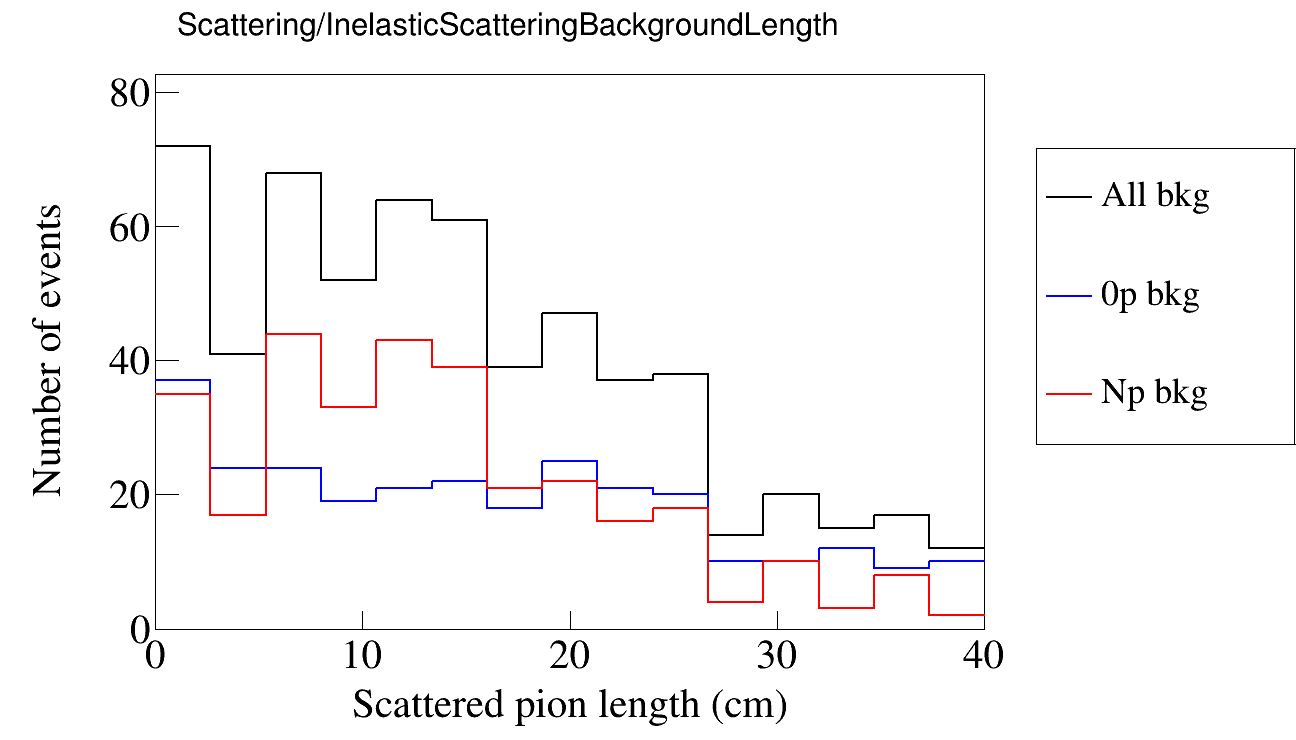 Scattering/InelasticScatteringBackgroundLength
80
60
40
20
0
Number of events
0 10 20 30 40
Scattered pion length (cm)
All bkg
0p bkg
Np bkg